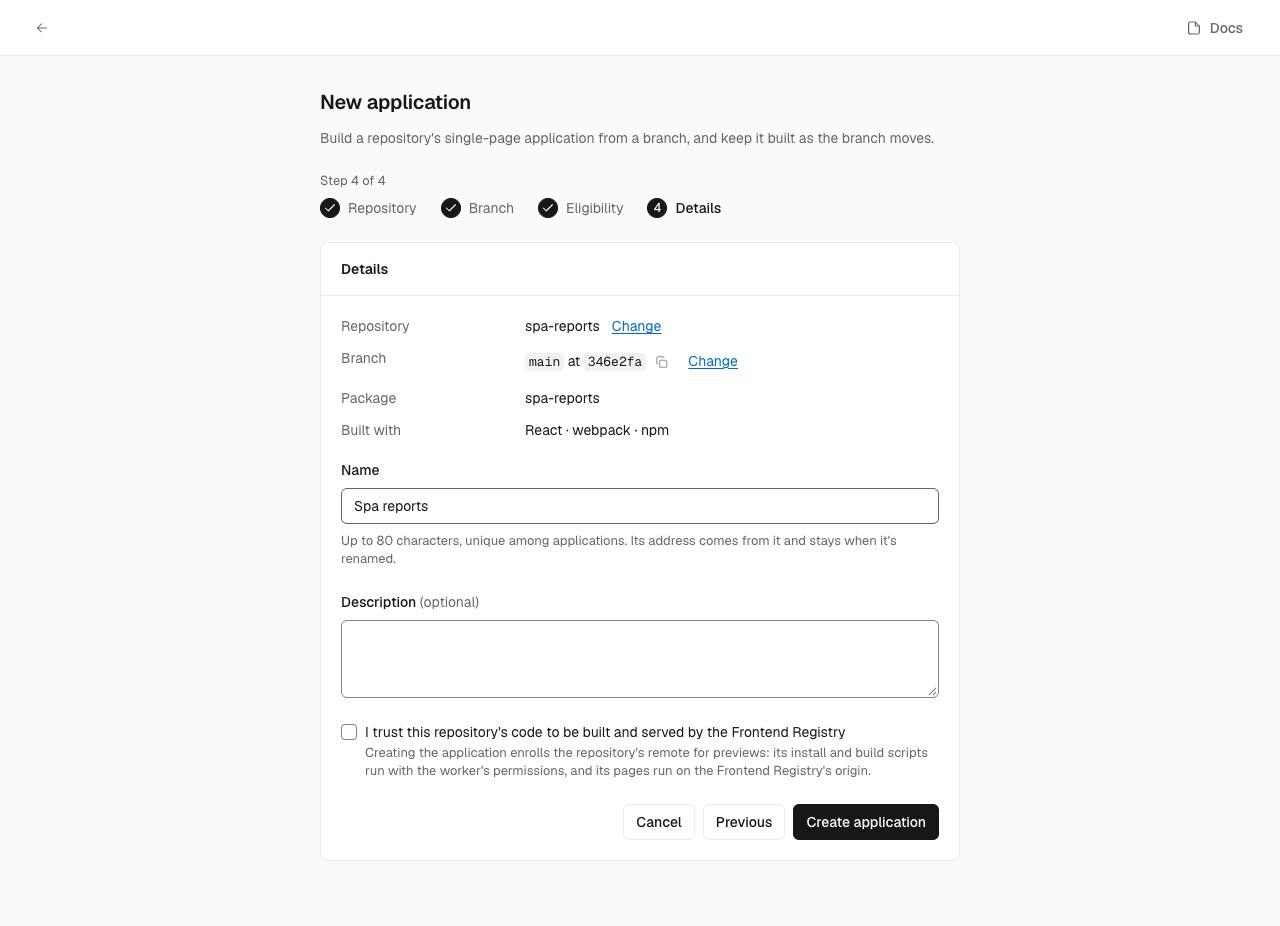 Docs
New application
Build a repository's single-page application from a branch, and keep it built as the branch moves.
Step 4 of 4
Repository
Branch
Eligibility
4 Details
Details
Repository spa-reports Change
Branch main at 346e2fa Change
Package spa-reports
Built with React · webpack · npm
Name
Spa reports
Up to 80 characters, unique among applications. Its address comes from it and stays when it's
renamed.
Description (optional)
I trust this repository's code to be built and served by the Frontend Registry
Creating the application enrolls the repository's remote for previews: its install and build scripts
run with the worker's permissions, and its pages run on the Frontend Registry's origin.
Cancel
Previous
Create application